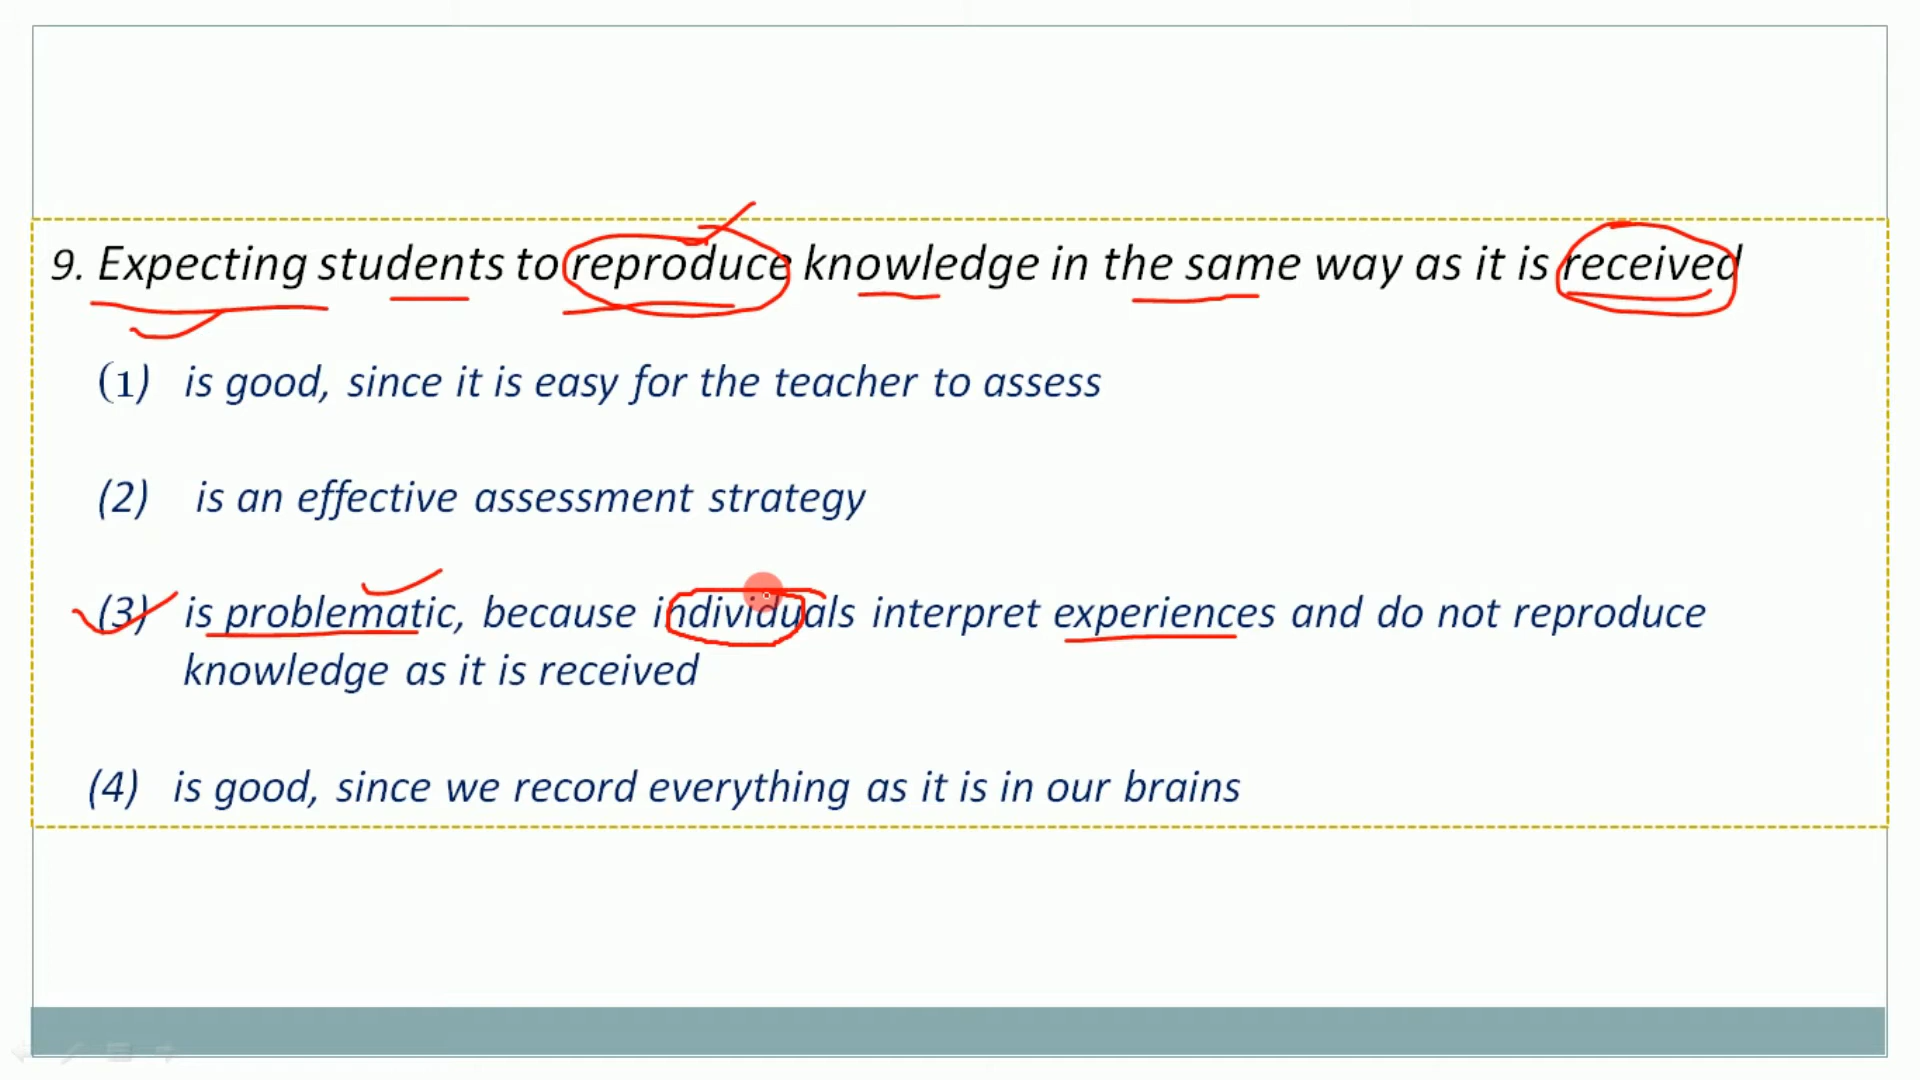 9. Expecting students to reproduce knowledge in the same way as it is received
(1) is good, since it is easy for the teacher to assess
(2) is an effective assessment strategy
(3) is problematic, because individuals interpret experiences and do not reproduce
knowledge as it is received
(4) is good, since we record everything as it is in our brains